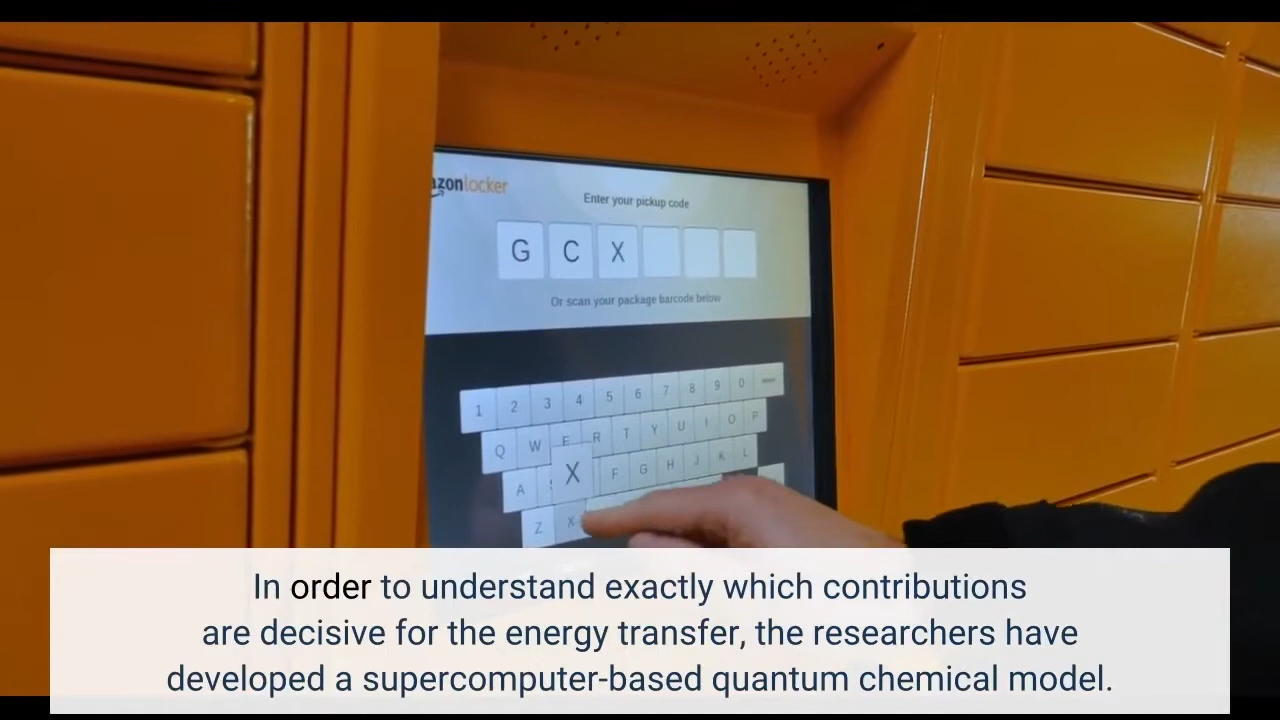 azonlocker
Enter your pickup code
G C X
Or scan your package barcode below
1 2 3 4 5 6 7 8 9 0
Q W E R T Y U I O P
A F G H J K L
X
Z X
In order to understand exactly which contributions
are decisive for the energy transfer, the researchers have
developed a supercomputer-based quantum chemical model.